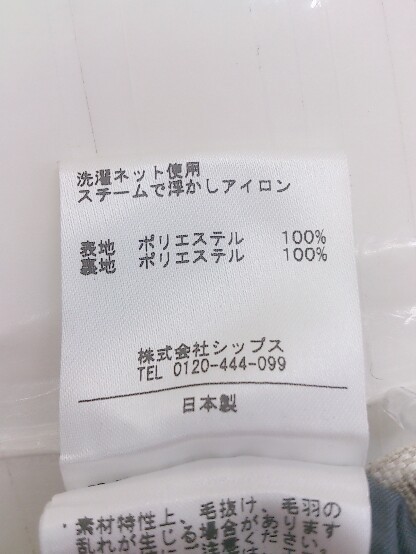 洗濯ネット使用
スチームで浮かしアイロン
表地 ポリエステル 100%
裏地 ポリエステル 100%
株式会社シップス
TEL 0120-444-099
日本製
・素材特性上、毛抜け、毛羽の
乱れが生じる場合があります